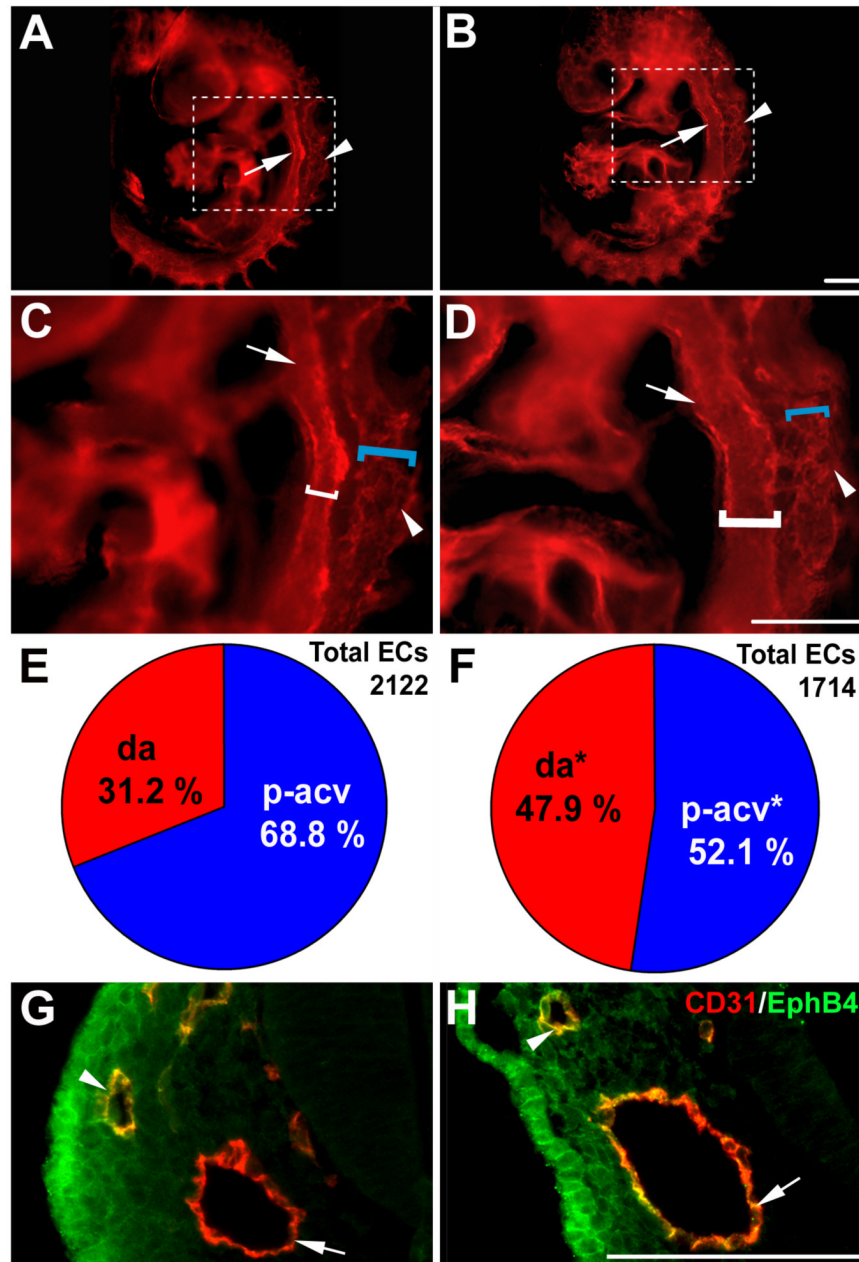 A
B
C
D
E
Total ECs
2122
da
31.2 %
p-acv
68.8 %
F
Total ECs
1714
da*
47.9 %
p-acv*
52.1 %
G
H
CD31/EphB4